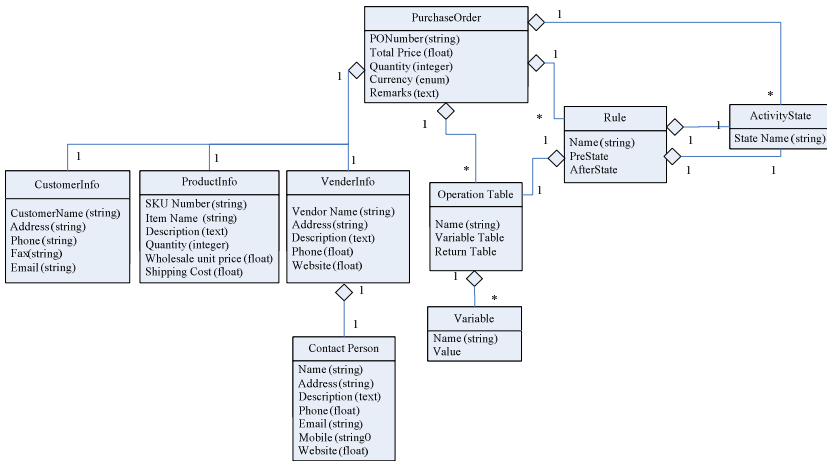 PurchaseOrder
PONumber(string)
Total Price (float)
Quantity (integer)
Currency (enum)
Remarks (text)
1
1
1
1
*
*
*
Rule
Name(string)
PreState
AfterState
1
1
1
1
1
1
ActivityState
State Name (string)
1
1
1
CustomerInfo
CustomerName (string)
Address(string)
Phone (string)
Fax(string)
Email (string)
ProductInfo
SKU Number(string)
Item Name (string)
Description (text)
Quantity (integer)
Wholesale unit price (float)
Shipping Cost (float)
VenderInfo
Vendor Name (string)
Address(string)
Description (text)
Phone (float)
Website (float)
Operation Table
Name (string)
Variable Table
Return Table
1
1
1
*
Variable
Name (string)
Value
Contact Person
Name (string)
Address(string)
Description (text)
Phone (float)
Email (string)
Mobile (string0
Website (float)